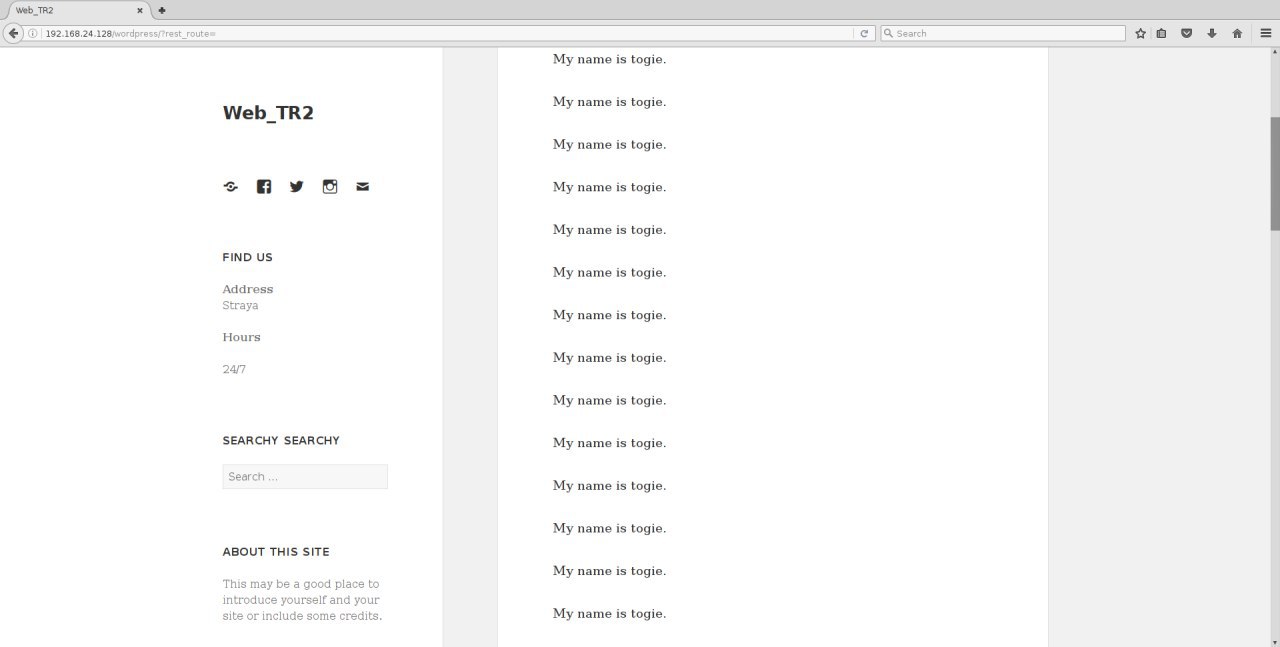 Web_TR2
192.168.24.128/wordpress/?rest_route=
Search
Web_TR2
FIND US
Address
Straya
Hours
24/7
SEARCHY SEARCHY
Search ...
ABOUT THIS SITE
This may be a good place to
introduce yourself and your
site or include some credits.
My name is togie.
My name is togie.
My name is togie.
My name is togie.
My name is togie.
My name is togie.
My name is togie.
My name is togie.
My name is togie.
My name is togie.
My name is togie.
My name is togie.
My name is togie.
My name is togie.